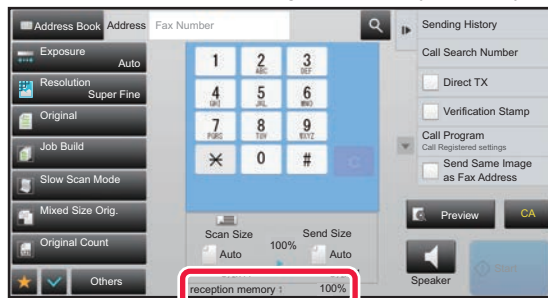 Address Book
Address
Fax Number
Sending History
Exposure
Auto
Call Search Number
Resolution
Super Fine
Direct TX
Original
Verification Stamp
Job Build
Call Program
Call Registered settings
Slow Scan Mode
Send Same Image
as Fax Address
Mixed Size Orig.
Original Count
Others
1
2
ABC
3
DEF
4
GHI
5
JKL
6
MNO
7
PQRS
8
TUV
9
WXYZ
0
#
Scan Size
Auto
100%
Send Size
Auto
reception memory : 100%
Preview
CA
Speaker
Start